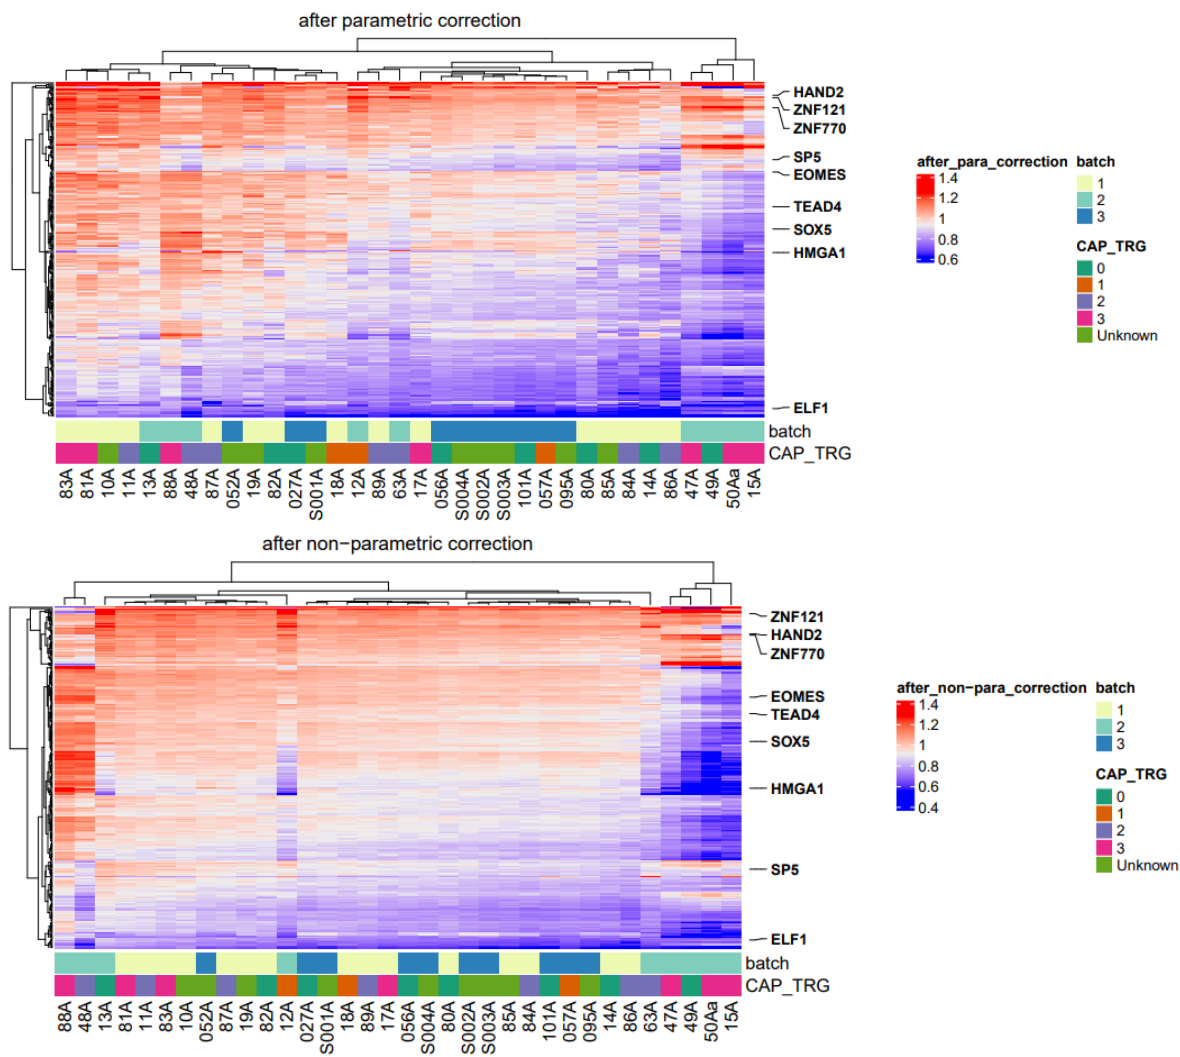 after parametric correction
HAND2
ZNF121
ZNF770
SP5
EOMES
TEAD4
SOX5
HMGA1
ELF1
batch
CAP_TRG
83A 81A 10A 11A 13A 88A 48A 87A 052A 19A 82A 027A S001A 18A 12A 89A 63A 17A 056A S004A S002A S003A 101A 057A 095A 80A 85A 84A 14A 86A 47A 49A 50Aa 15A
after_para_correction
1.4
1.2
1
0.8
0.6
batch
1
2
3
CAP_TRG
0
1
2
3
Unknown
after non-parametric correction
ZNF121
HAND2
ZNF770
EOMES
TEAD4
SOX5
HMGA1
SP5
ELF1
batch
CAP_TRG
88A 48A 13A 81A 11A 83A 10A 052A 87A 19A 82A 12A 027A S001A 18A 89A 17A 056A S004A 80A S002A S003A 85A 84A 101A 057A 095A 14A 86A 63A 47A 49A 50Aa 15A
after_non-para_correction
1.4
1.2
1
0.8
0.6
0.4
batch
1
2
3
CAP_TRG
0
1
2
3
Unknown